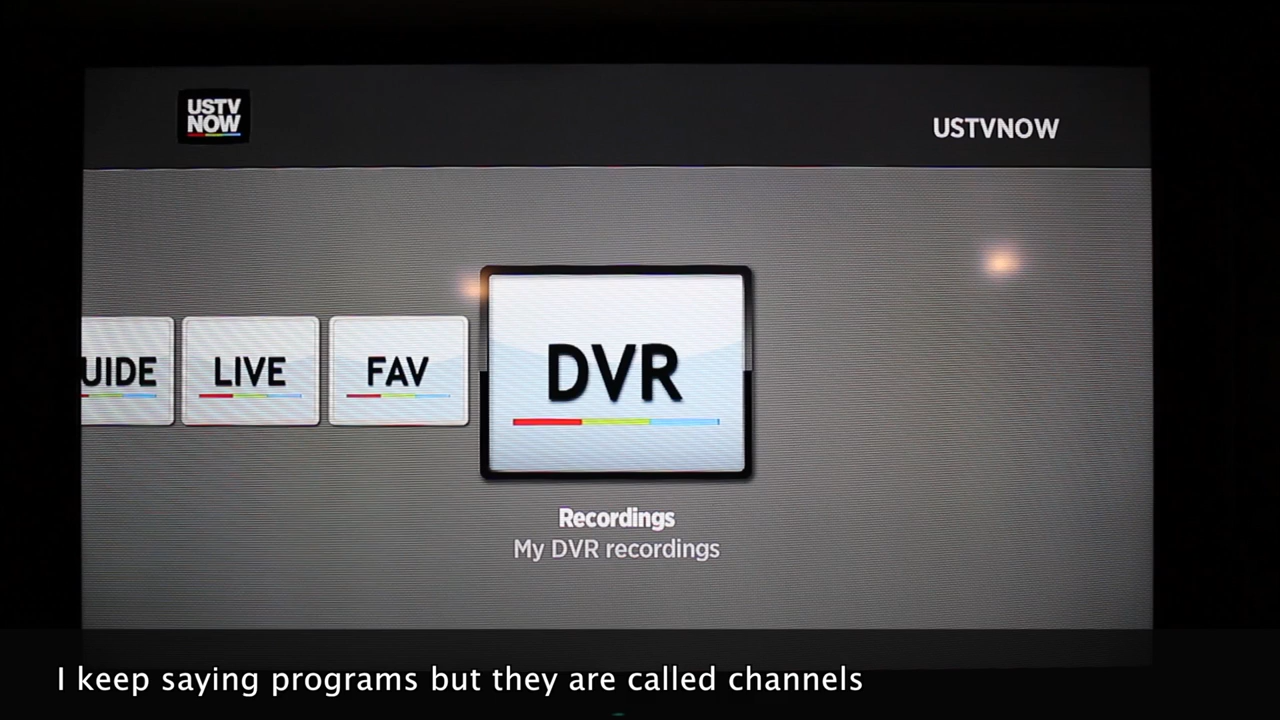 USTV
NOW
USTVNOW
UIDE
LIVE
FAV
DVR
Recordings
My DVR recordings
I keep saying programs but they are called channels